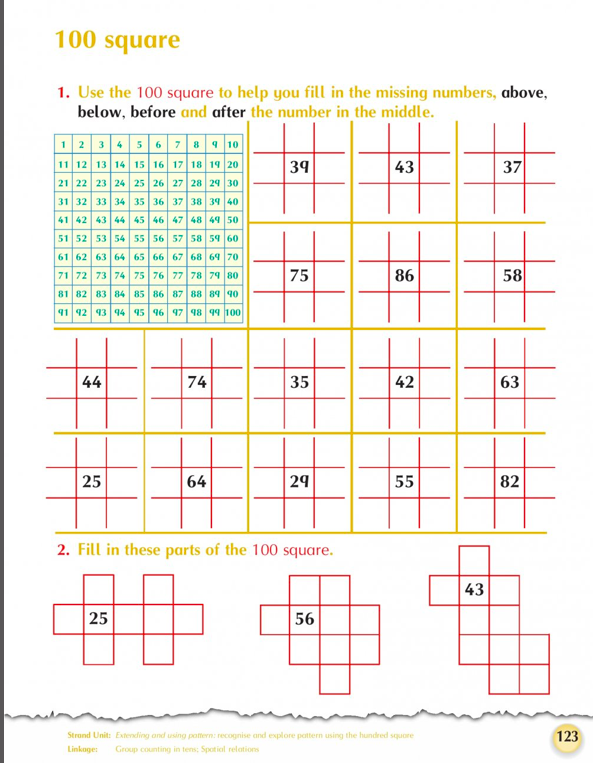 100 square
1. Use the 100 square to help you fill in the missing numbers, above,
below, before and after the number in the middle.
1 2 3 4 5 6 7 8 9 10
11 12 13 14 15 16 17 18 19 20
21 22 23 24 25 26 27 28 29 30
31 32 33 34 35 36 37 38 39 40
41 42 43 44 45 46 47 48 49 50
51 52 53 54 55 56 57 58 59 60
61 62 63 64 65 66 67 68 69 70
71 72 73 74 75 76 77 78 79 80
81 82 83 84 85 86 87 88 89 90
91 92 93 94 95 96 97 98 99 100
39 43 37
75 86 58
44 74 35 42 63
25 64 29 55 82
2. Fill in these parts of the 100 square.
25
56
43
Strand Unit: Extending and using pattern: recognise and explore pattern using the hundred square
Linkage: Group counting in tens; Spatial relations
123